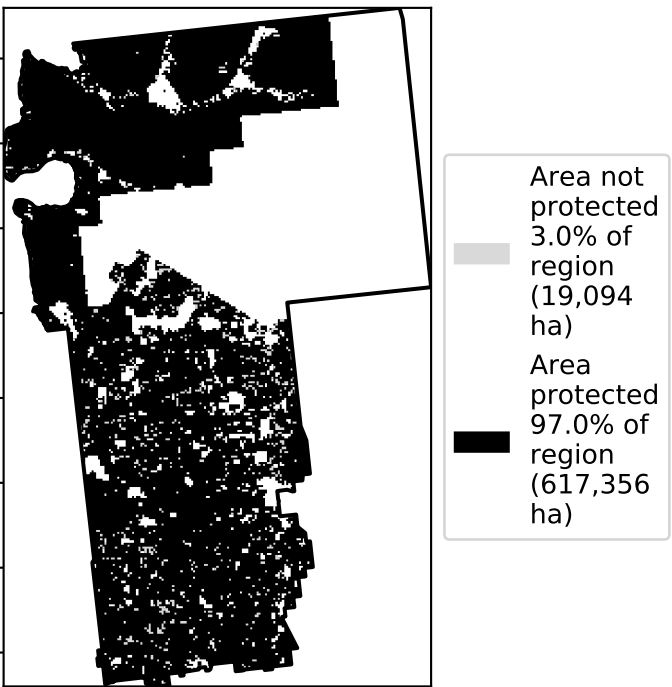 Area not
protected
3.0% of
region
(19,094
ha)
Area
protected
97.0% of
region
(617,356
ha)